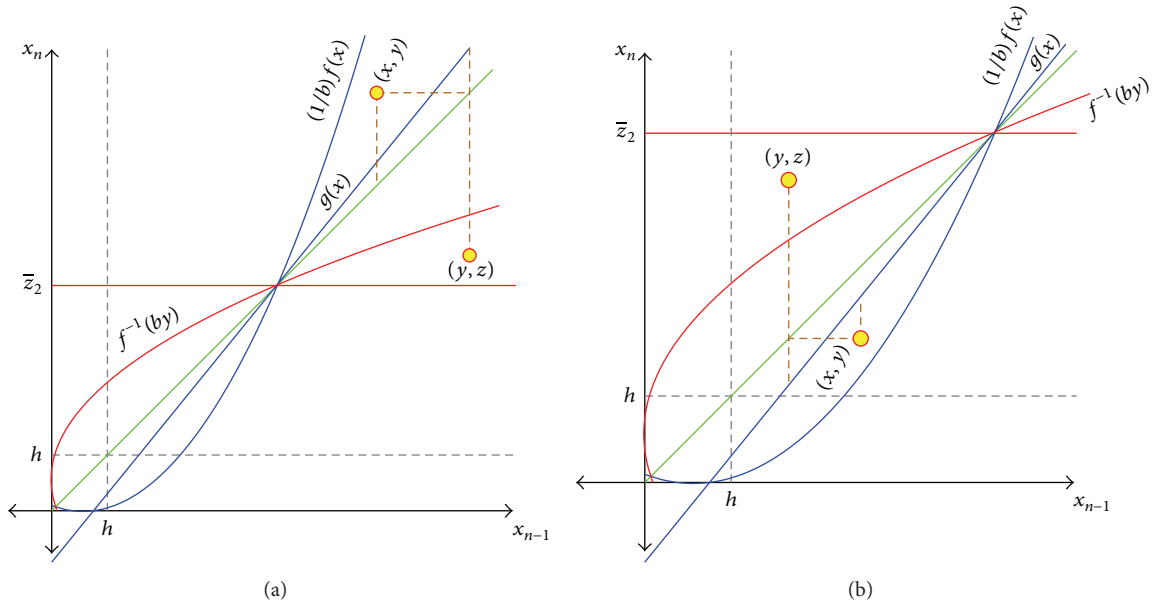 x_n
(1/b) f(x)
(x, y)
g(x)
z̅_2
(y, z)
f^{-1}(by)
h
h
x_{n-1}
(a)
x_n
(1/b) f(x)
g(x)
f^{-1}(by)
z̅_2
(y, z)
(x, y)
h
h
x_{n-1}
(b)